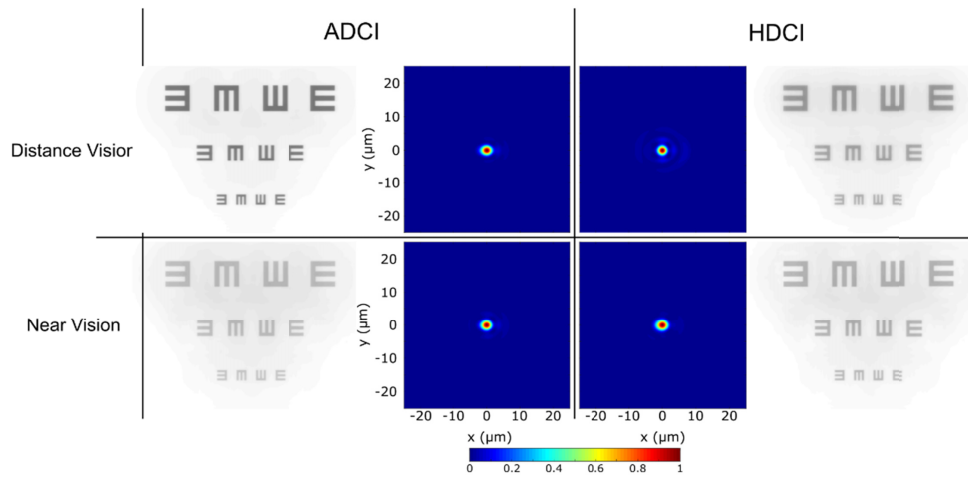 ADCI HDCI
Ǝ m Ш E Ǝ m Ш E
20
10
Distance Visior Ǝ m Ш E y (µm) 0 Ǝ m Ш E
-10
Ǝ m Ш E Ǝ m Ш E
-20
Ǝ m Ш E Ǝ m Ш E
20
10
Near Vision Ǝ m Ш E y (µm) 0 Ǝ m Ш E
-10
Ǝ m Ш E Ǝ m Ш E
-20
-20 -10 0 10 20 -20 -10 0 10 20
x (µm) x (µm)
0 0.2 0.4 0.6 0.8 1